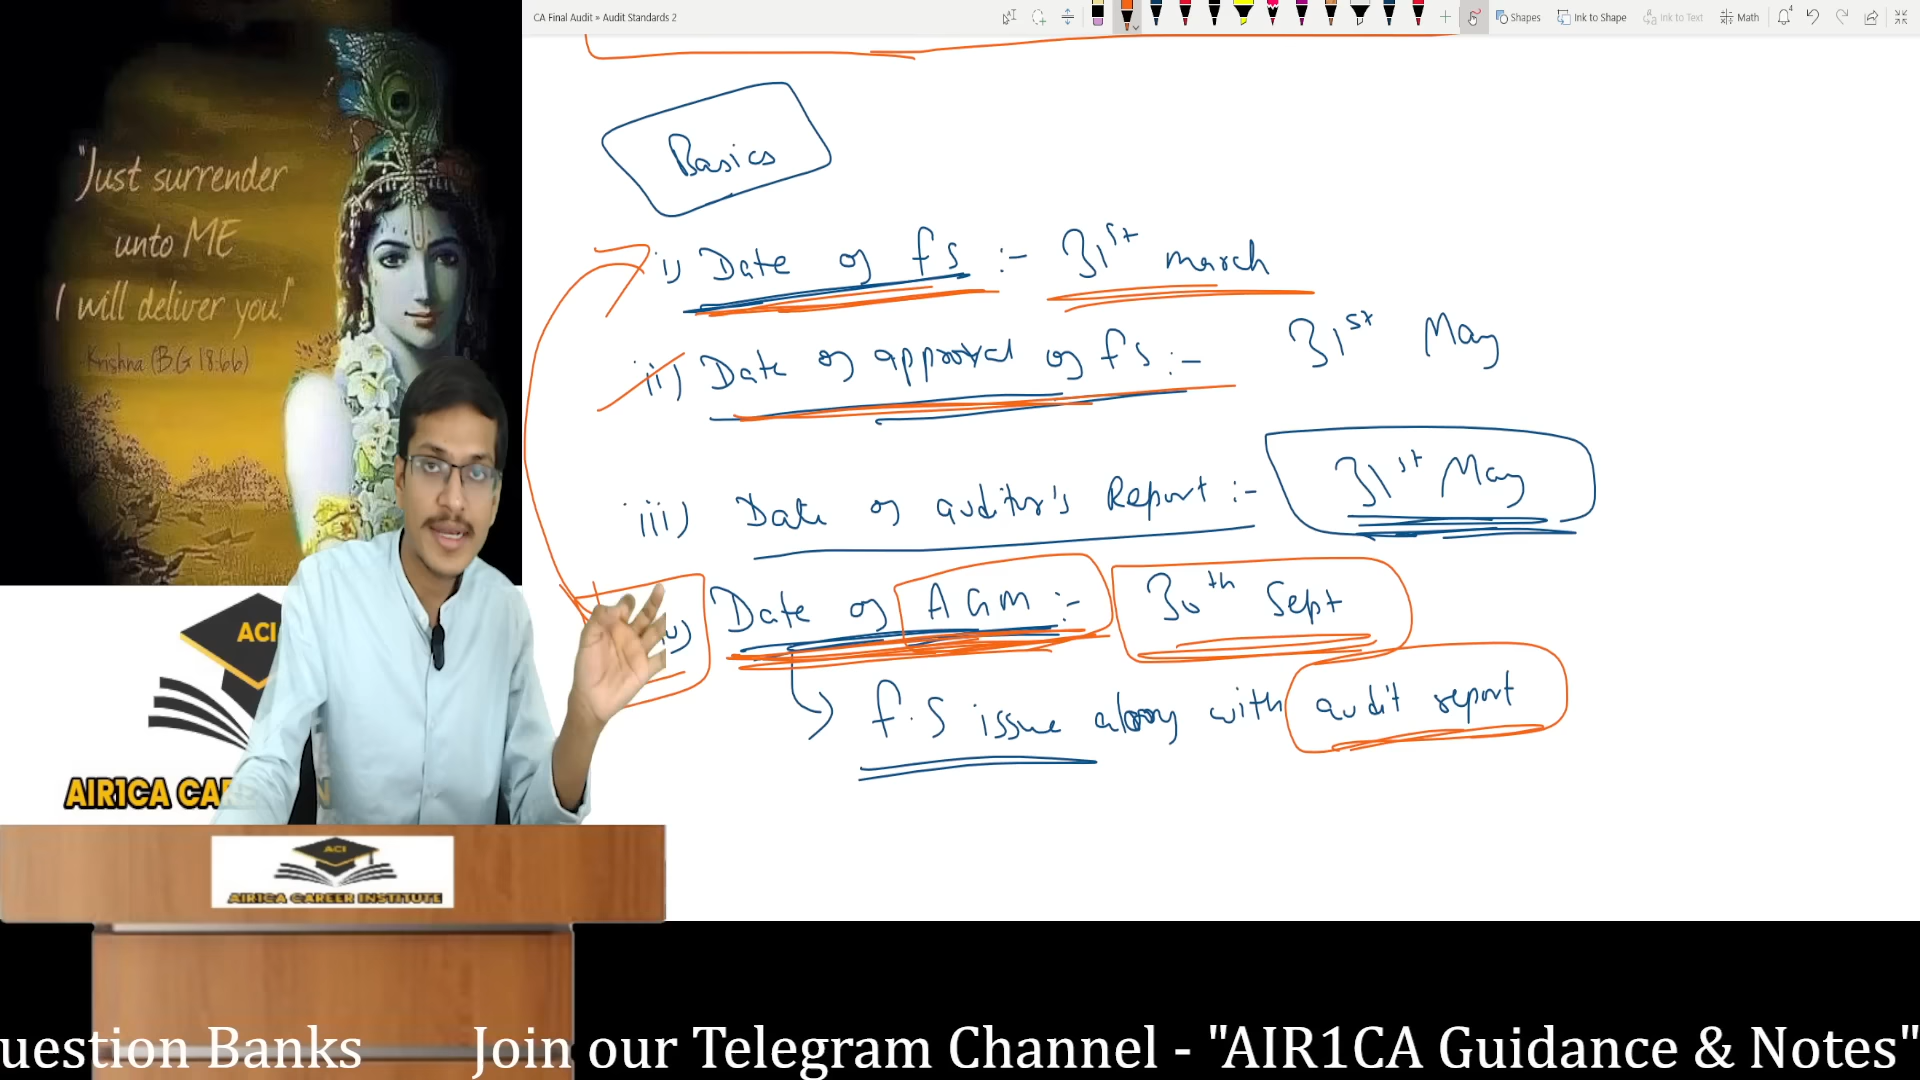 CA Final Audit » Audit Standards 2
Shapes
Ink to Shape
Ink to Text
Math
"Just surrender
unto ME
I will deliver you!"
- Krishna (B.G 18:66)
Basics
i) Date of fs :- 31st march
ii) Date of approval of fs :- 31st May
iii) Date of auditor's Report :- 31st May
Date of AGM :- 30th Sept
f.s issue along with audit report
ACI
AIR1CA CA
ACI
AIR1CA CAREER INSTITUTE
uestion Banks Join our Telegram Channel - "AIR1CA Guidance & Notes"